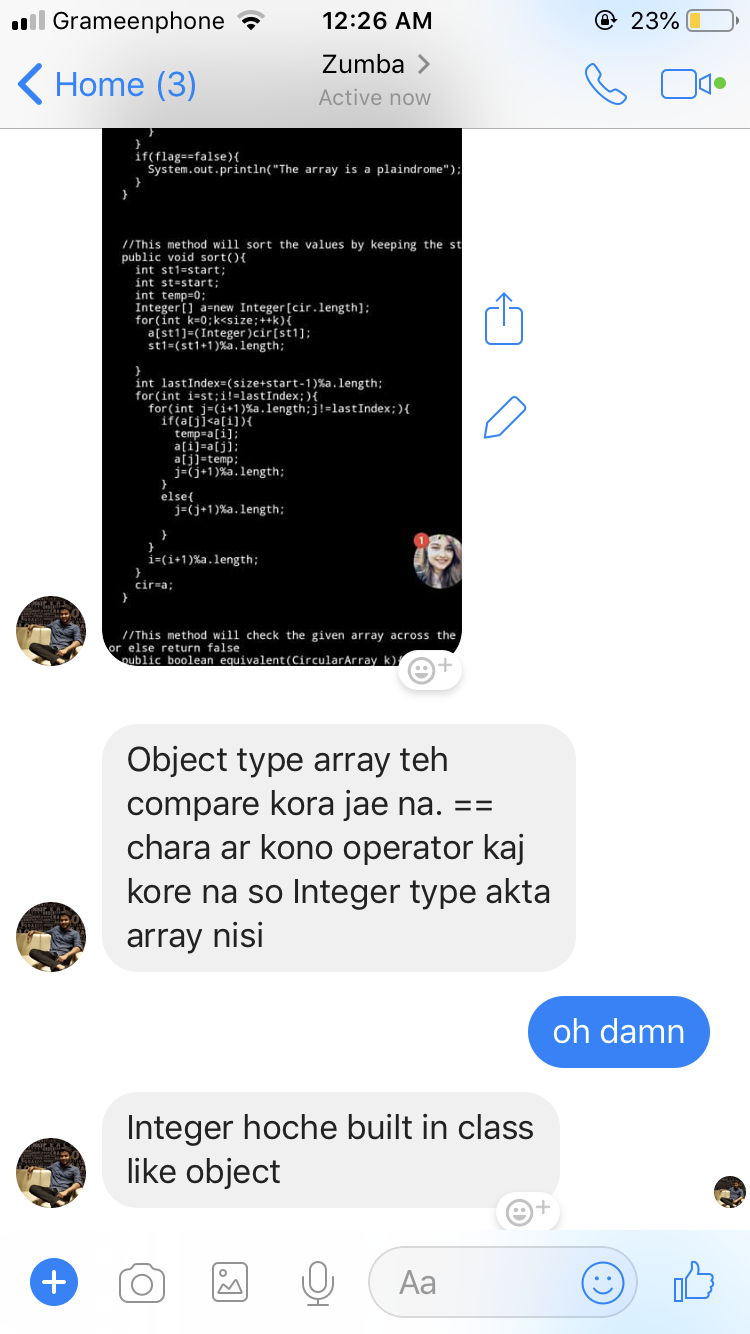 Grameenphone 12:26 AM 23%
Home (3) Zumba
Active now
}
}
if(flag==false){
System.out.println("The array is a plaindrome");
}
}
//This method will sort the values by keeping the st
public void sort(){
int st1=start;
int st=start;
int temp=0;
Integer[] a=new Integer[cir.length];
for(int k=0;k<size;++k){
a[st1]=(Integer)cir[st1];
st1=(st1+1)%a.length;
}
int lastIndex=(size+start-1)%a.length;
for(int i=st;i!=lastIndex;){
for(int j=(i+1)%a.length;j!=lastIndex;){
if(a[j]<a[i]){
temp=a[i];
a[i]=a[j];
a[j]=temp;
j=(j+1)%a.length;
}
else{
j=(j+1)%a.length;
}
}
i=(i+1)%a.length;
}
cir=a;
}
1
//This method will check the given array across the
or else return false
public boolean equivalent(CircularArray k){
Object type array teh
compare kora jae na. ==
chara ar kono operator kaj
kore na so Integer type akta
array nisi
oh damn
Integer hoche built in class
like object
Aa